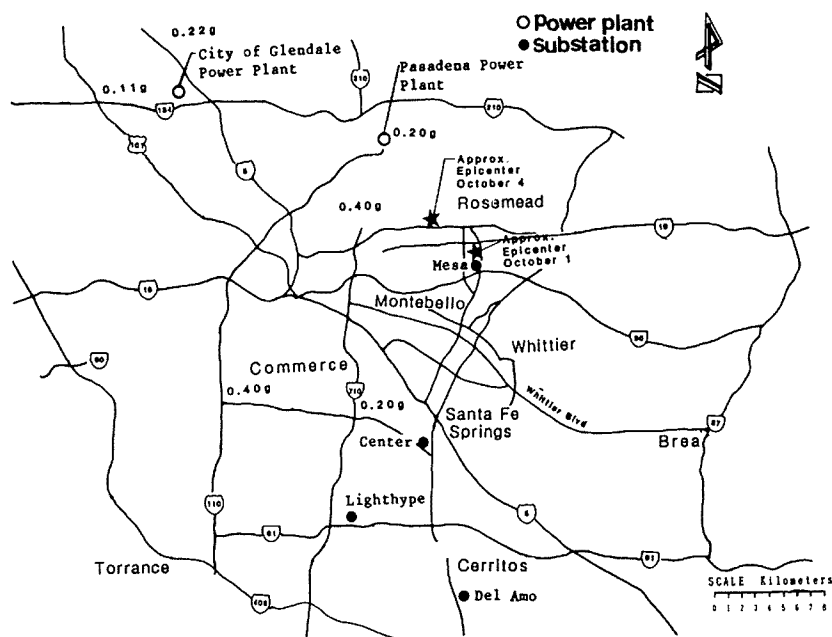 0.22g
Power plant
Substation
City of Glendale
Power Plant
210
Pasadena Power
Plant
0.11g
134
210
0.20g
5
Approx.
Epicenter
October 4
Rosemead
0.40g
10
Approx.
Epicenter
October 1
Mesa
10
Montebello
Whittier
60
Commerce
90
0.40g
710
0.20g
Whittier Blvd
Santa Fe
Springs
57
Brea
Center
110
Lighthype
5
91
91
Torrance
Cerritos
405
Del Amo
SCALE Kilometers
0 1 2 3 4 5 6 7 8